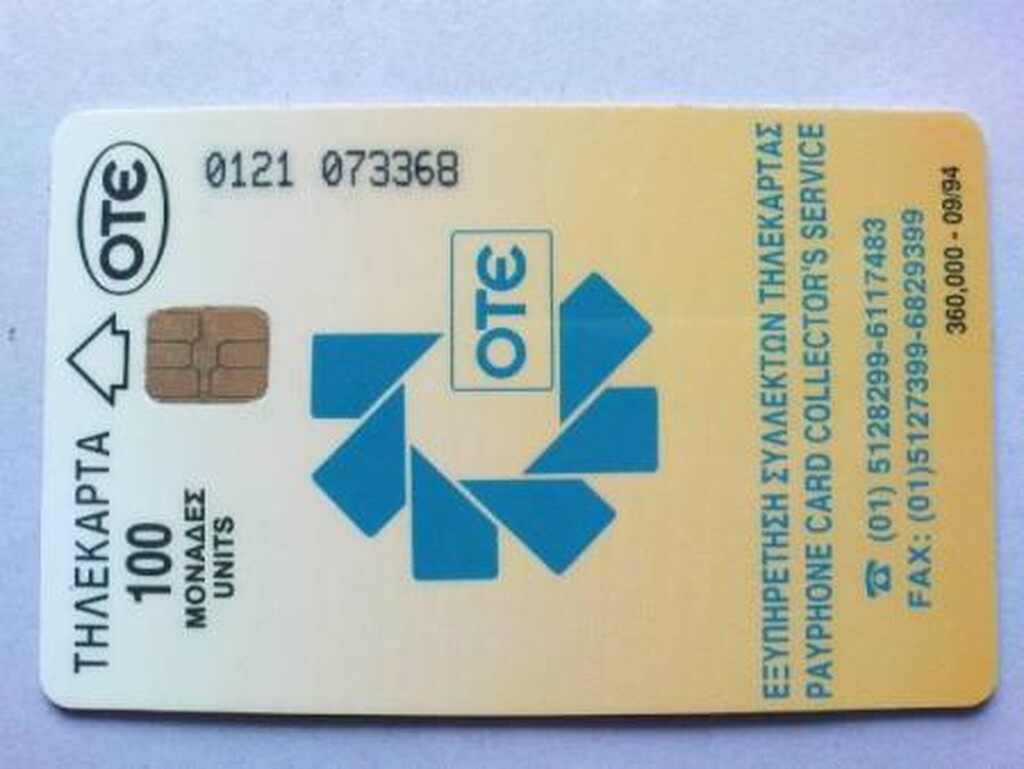 0121 073368
ΟΤΕ
ΤΗΛΕΚΑΡΤΑ
100
ΜΟΝΑΔΕΣ
UNITS
ΟΤΕ
ΕΞΥΠΗΡΕΤΗΣΗ ΣΥΛΛΕΚΤΩΝ ΤΗΛΕΚΑΡΤΑΣ
PAYPHONE CARD COLLECTOR'S SERVICE
☎ (01) 5128299-6117483
FAX: (01)5127399-6829399
360,000 - 09/94